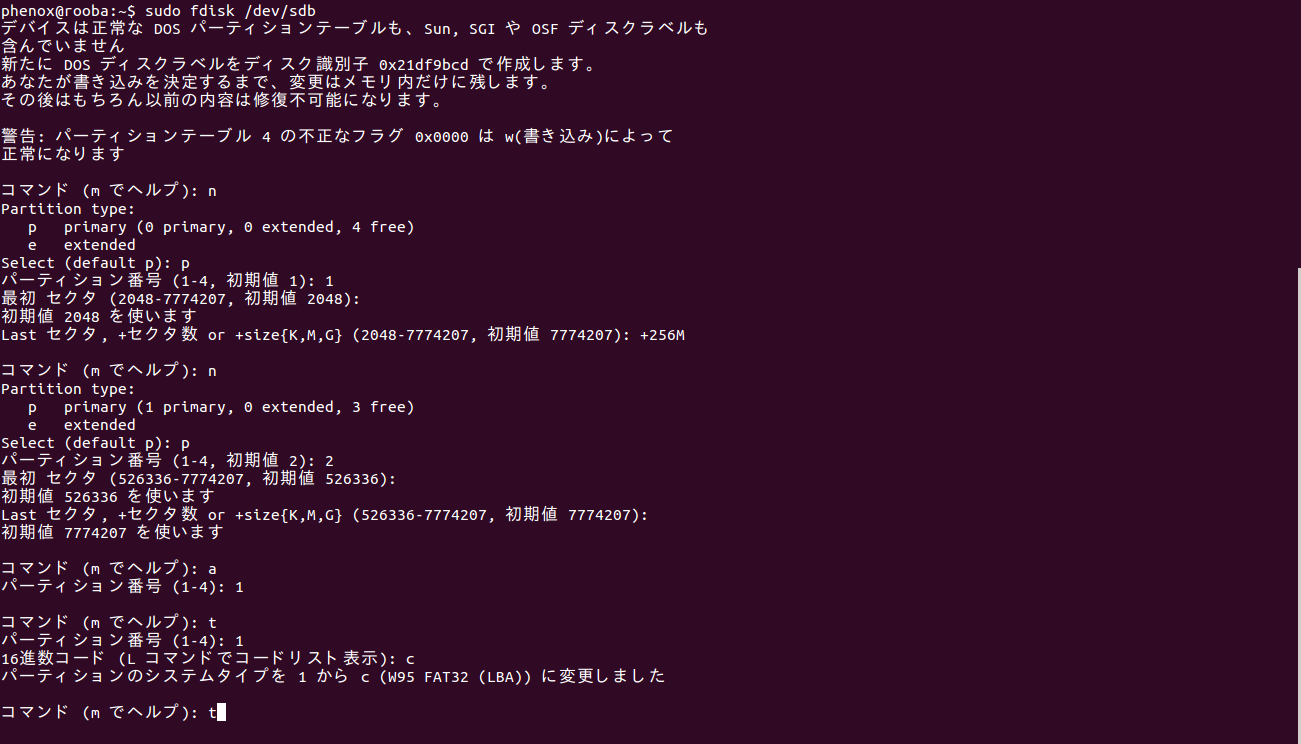 phenox@rooba:~$ sudo fdisk /dev/sdb
デバイスは正常な DOS パーティションテーブルも、Sun, SGI や OSF ディスクラベルも
含んでいません
新たに DOS ディスクラベルをディスク識別子 0x21df9bcd で作成します。
あなたが書き込みを決定するまで、変更はメモリ内だけに残します。
その後はもちろん以前の内容は修復不可能になります。

警告: パーティションテーブル 4 の不正なフラグ 0x0000 は w(書き込み)によって
正常になります

コマンド (m でヘルプ): n
Partition type:
   p   primary (0 primary, 0 extended, 4 free)
   e   extended
Select (default p): p
パーティション番号 (1-4, 初期値 1): 1
最初 セクタ (2048-7774207, 初期値 2048):
初期値 2048 を使います
Last セクタ, +セクタ数 or +size{K,M,G} (2048-7774207, 初期値 7774207): +256M

コマンド (m でヘルプ): n
Partition type:
   p   primary (1 primary, 0 extended, 3 free)
   e   extended
Select (default p): p
パーティション番号 (1-4, 初期値 2): 2
最初 セクタ (526336-7774207, 初期値 526336):
初期値 526336 を使います
Last セクタ, +セクタ数 or +size{K,M,G} (526336-7774207, 初期値 7774207):
初期値 7774207 を使います

コマンド (m でヘルプ): a
パーティション番号 (1-4): 1

コマンド (m でヘルプ): t
パーティション番号 (1-4): 1
16進数コード (L コマンドでコードリスト表示): c
パーティションのシステムタイプを 1 から c (W95 FAT32 (LBA)) に変更しました

コマンド (m でヘルプ): t